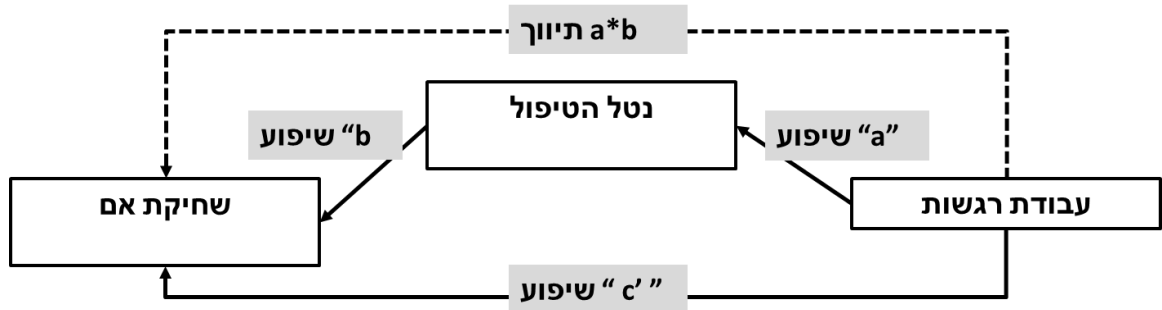 תיווך a*b
נטל הטיפול
שיפוע “b
שיפוע “a”
שחיקת אם
עבודת רגשות
שיפוע “ c’ ”